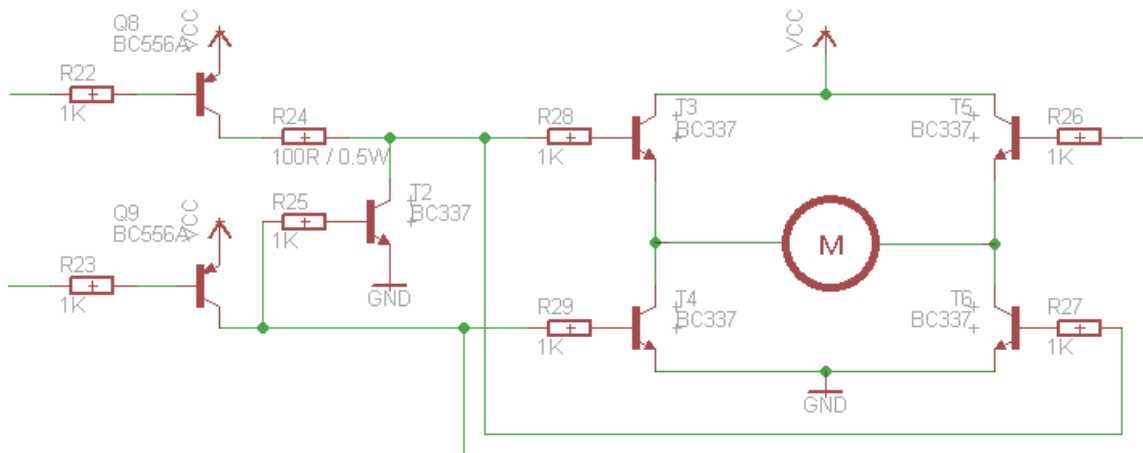 Q8
BC556A
VCC
R22
1K
R24
100R / 0.5W
R28
1K
T3
BC337
VCC
T5
BC337
R26
1K
Q9
BC556A
VCC
R23
1K
R25
1K
T2
BC337
GND
M
R29
1K
T4
BC337
T6
BC337
R27
1K
GND